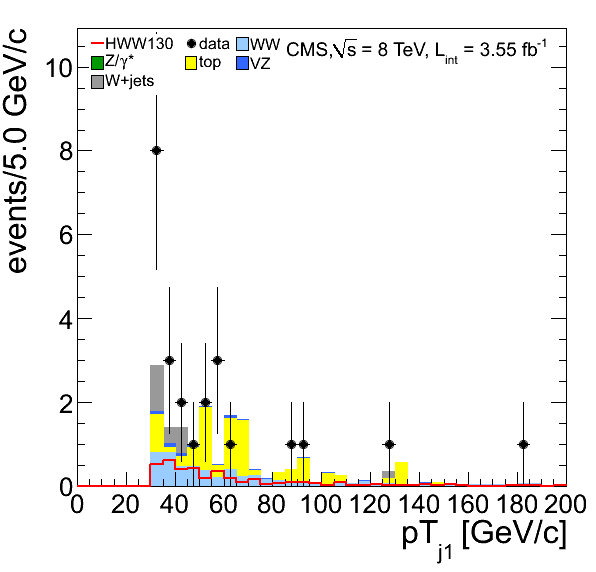 HWW130 data WW CMS,√s = 8 TeV, L_int = 3.55 fb⁻¹
Z/γ* top VZ
W+jets
events/5.0 GeV/c
10
8
6
4
2
0
0 20 40 60 80 100 120 140 160 180 200
pT_j1 [GeV/c]